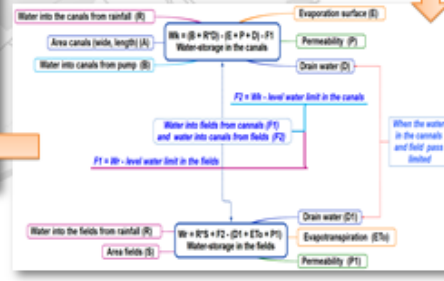 Water into the canals from rainfall (R)
Area canals (wide, length) (A)
Water into canals from pump (B)
Wk = (B + R*D) - (E + P + D) - F1
Water-storage in the canals
Evaporation surface (E)
Permeability (P)
Drain water (D)
F2 = Wk - level water limit in the canals
Water into fields from cannals (F1)
and water into canals from fields (F2)
F1 = Wr - level water limit in the fields
When the water
in the cannals
and field pass
limited
Water into the fields from rainfall (R)
Area fields (S)
Wr = R*S + F2 - (D1 + ETo + P1)
Water-storage in the fields
Drain water (D1)
Evapotranspiration (ETo)
Permeability (P1)